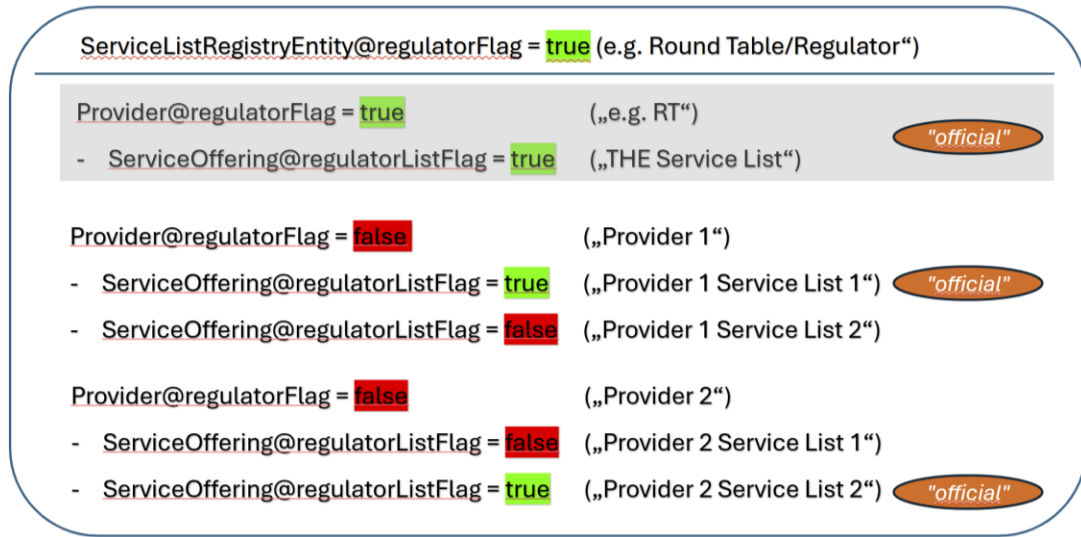 ServiceListRegistryEntity@regulatorFlag = true (e.g. Round Table/Regulator“)
Provider@regulatorFlag = true („e.g. RT“)
"official"
- ServiceOffering@regulatorListFlag = true („THE Service List“)
Provider@regulatorFlag = false („Provider 1“)
- ServiceOffering@regulatorListFlag = true („Provider 1 Service List 1“) "official"
- ServiceOffering@regulatorListFlag = false („Provider 1 Service List 2“)
Provider@regulatorFlag = false („Provider 2“)
- ServiceOffering@regulatorListFlag = false („Provider 2 Service List 1“)
- ServiceOffering@regulatorListFlag = true („Provider 2 Service List 2“) "official"